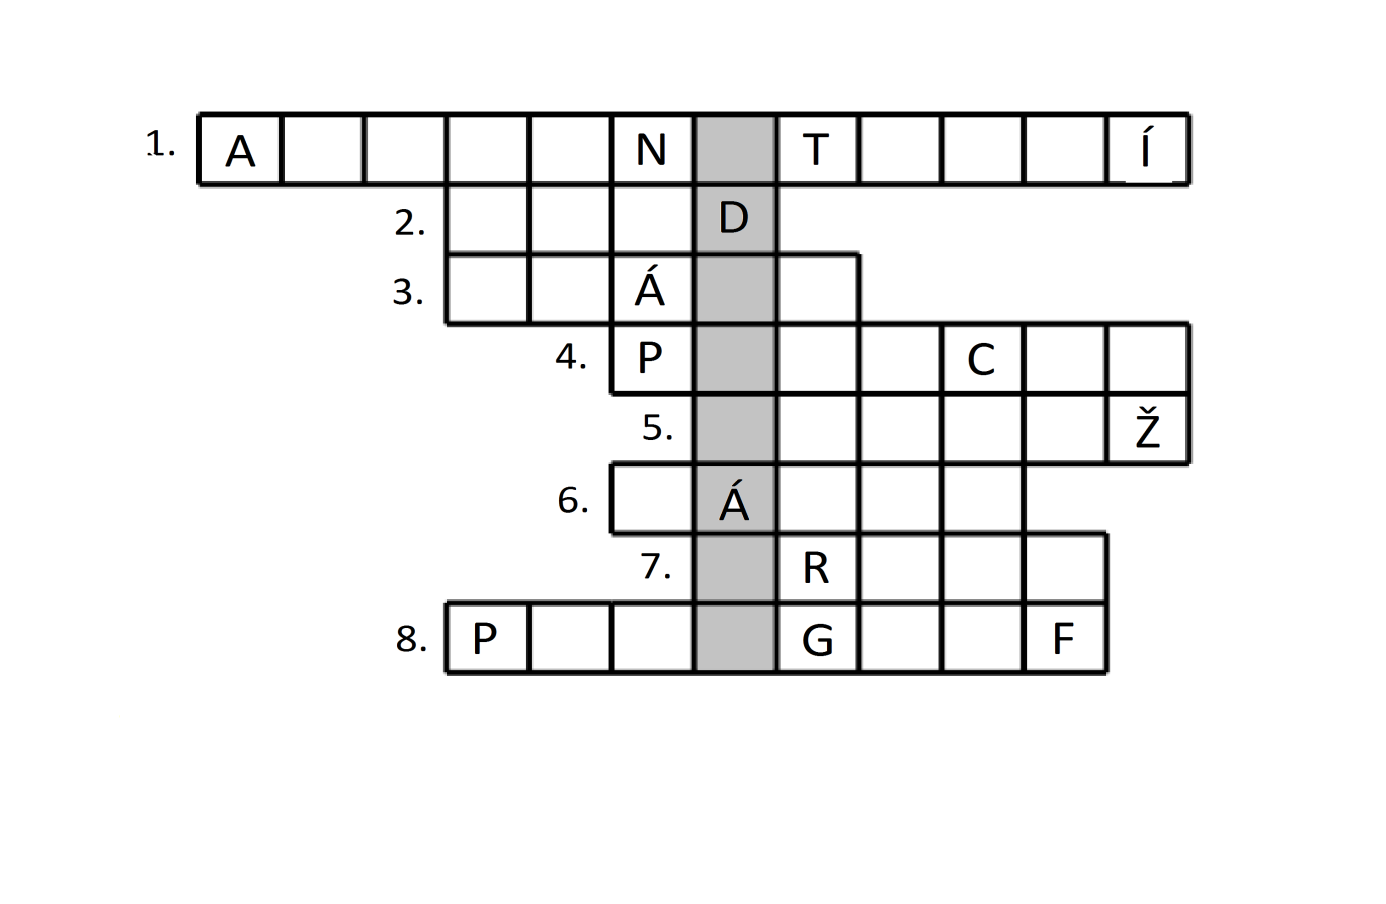 1. A N T Í
2. D
3. Á
4. P C
5. Ž
6. Á
7. R
8. P G F